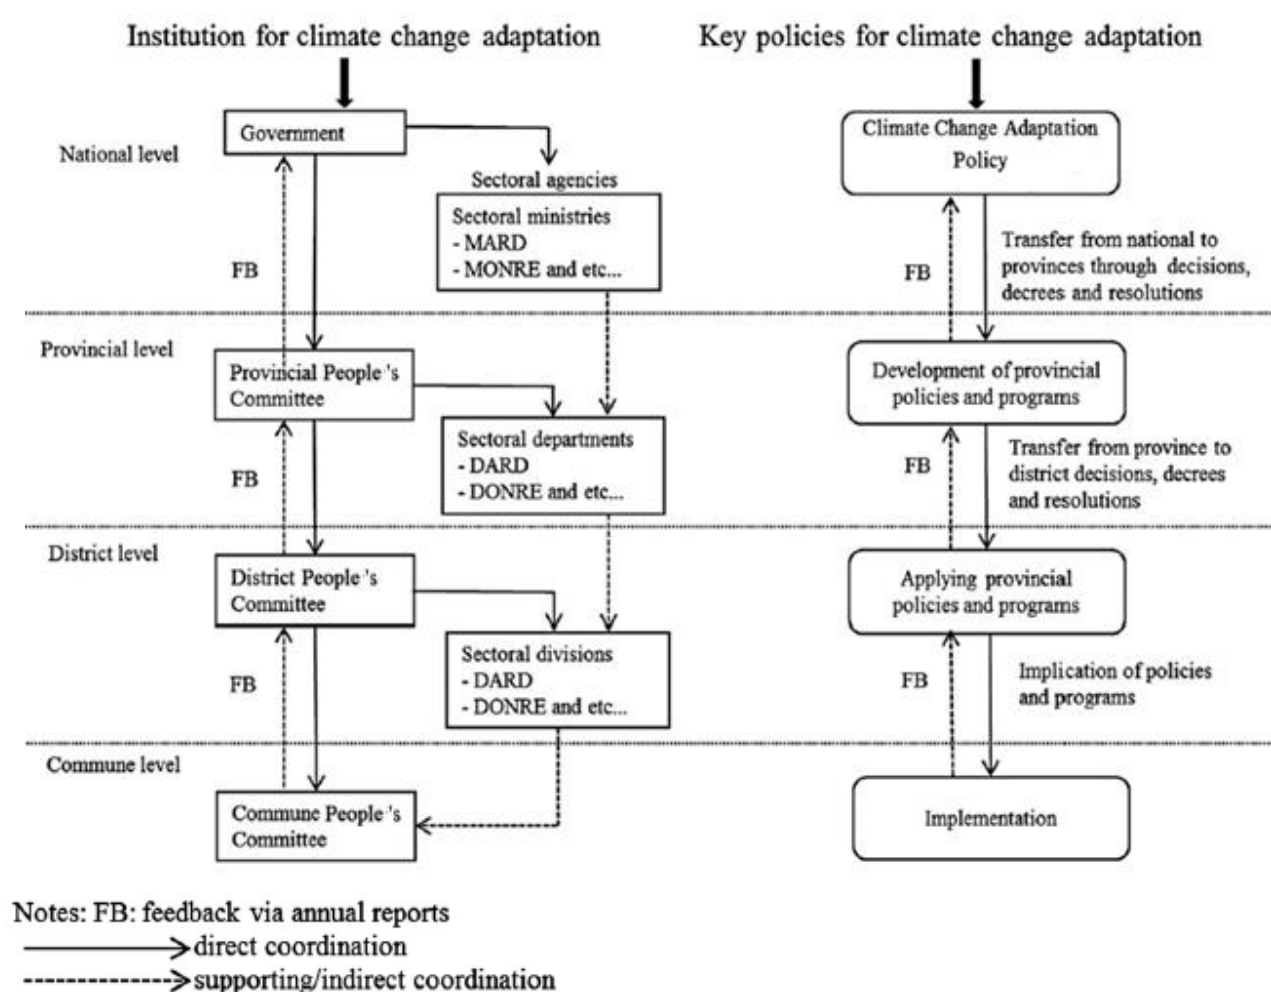 Institution for climate change adaptation
Key policies for climate change adaptation
National level
Government
Sectoral agencies
Sectoral ministries
- MARD
- MONRE and etc...
FB
Climate Change Adaptation
Policy
FB
Transfer from national to
provinces through decisions,
decrees and resolutions
Provincial level
Provincial People's
Committee
Sectoral departments
- DARD
- DONRE and etc...
FB
Development of provincial
policies and programs
FB
Transfer from province to
district decisions, decrees
and resolutions
District level
District People's
Committee
Sectoral divisions
- DARD
- DONRE and etc...
FB
Applying provincial
policies and programs
FB
Implication of policies
and programs
Commune level
Commune People's
Committee
Implementation
Notes: FB: feedback via annual reports
direct coordination
supporting/indirect coordination